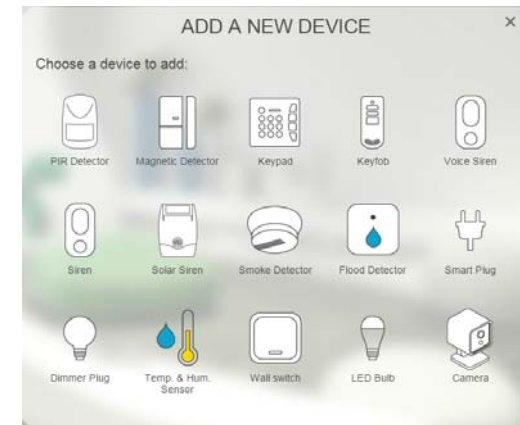 ADD A NEW DEVICE
×
Choose a device to add:
PIR Detector
Magnetic Detector
Keypad
Keyfob
Voice Siren
Siren
Solar Siren
Smoke Detector
Flood Detector
Smart Plug
Dimmer Plug
Temp. & Hum.
Sensor
Wall switch
LED Bulb
Camera